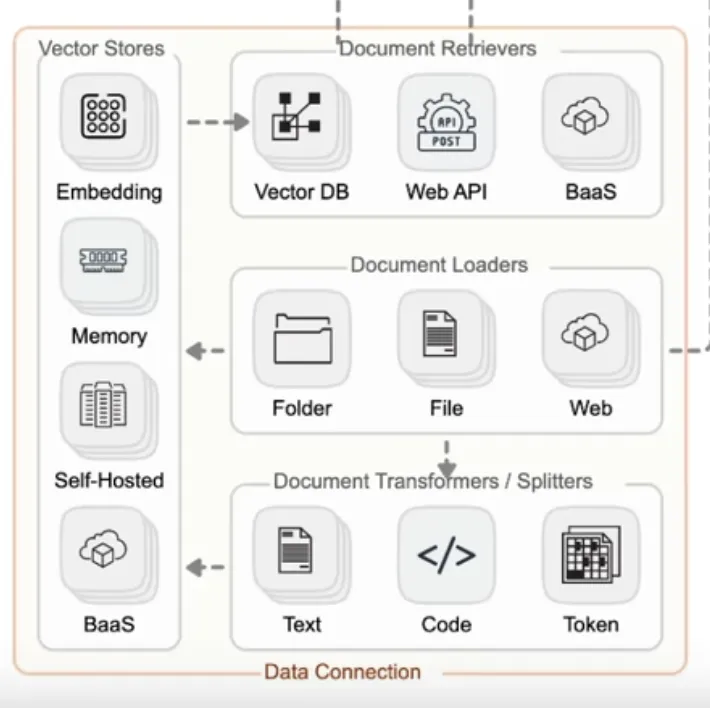 Vector Stores
Embedding
Memory
Self-Hosted
BaaS
Document Retrievers
API
POST
Vector DB
Web API
BaaS
Document Loaders
Folder
File
Web
Document Transformers / Splitters
</>
Text
Code
Token
Data Connection